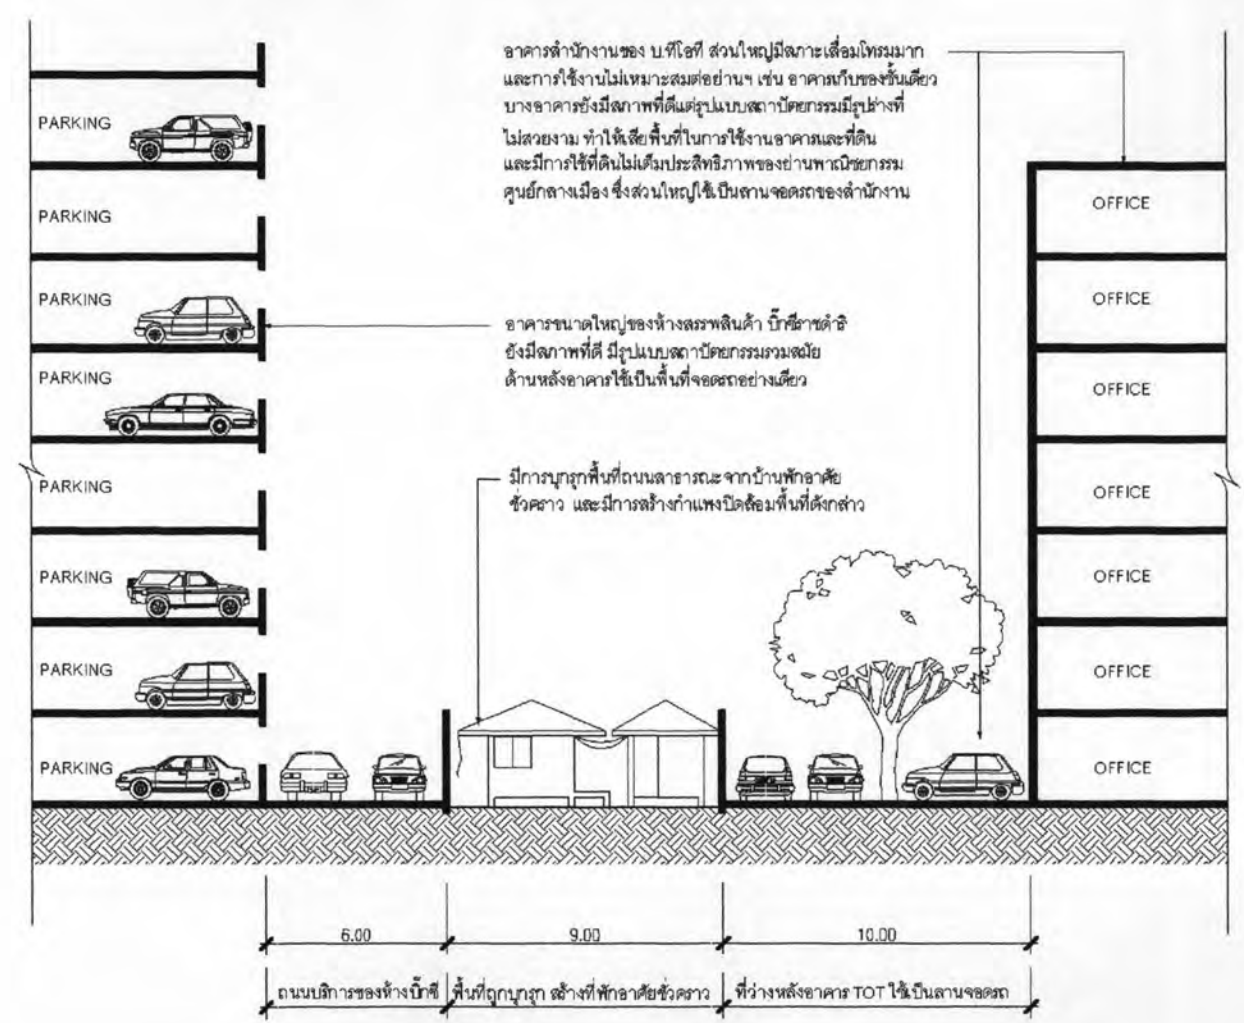 อาคารสำนักงานของ บ.ทีโอที ส่วนใหญ่มีสภาะเสื่อมโทรมมาก
และการใช้งานไม่เหมาะสมต่อย่านฯ เช่น อาคารเก็บของชั้นเดียว
บางอาคารยังมีสภาพที่ดีแต่รูปแบบสถาปัตยกรรมมีรูปร่างที่
ไม่สวยงาม ทำให้เสียพื้นที่ในการใช้งานอาคารและที่ดิน
และมีการใช้ที่ดินไม่เต็มประสิทธิภาพของย่านพาณิชยกรรม
ศูนย์กลางเมือง ซึ่งส่วนใหญ่ใช้เป็นลานจอดรถของสำนักงาน
PARKING
PARKING
PARKING
PARKING
PARKING
PARKING
PARKING
PARKING
อาคารขนาดใหญ่ของห้างสรรพสินค้า บิ๊กซีราชดำริ
ยังมีสภาพที่ดี มีรูปแบบสถาปัตยกรรมรวมสมัย
ด้านหลังอาคารใช้เป็นพื้นที่จอดรถอย่างเดียว
มีการบุกรุกพื้นที่ถนนสาธารณะจากบ้านพักอาศัย
ชั่วคราว และมีการสร้างกำแพงปิดล้อมพื้นที่ดังกล่าว
OFFICE
OFFICE
OFFICE
OFFICE
OFFICE
OFFICE
OFFICE
6.00
9.00
10.00
ถนนบริการของห้างบิ๊กซี
พื้นที่ถูกบุกรุก สร้างที่พักอาศัยชั่วคราว
ที่ว่างหลังอาคาร TOT ใช้เป็นลานจอดรถ